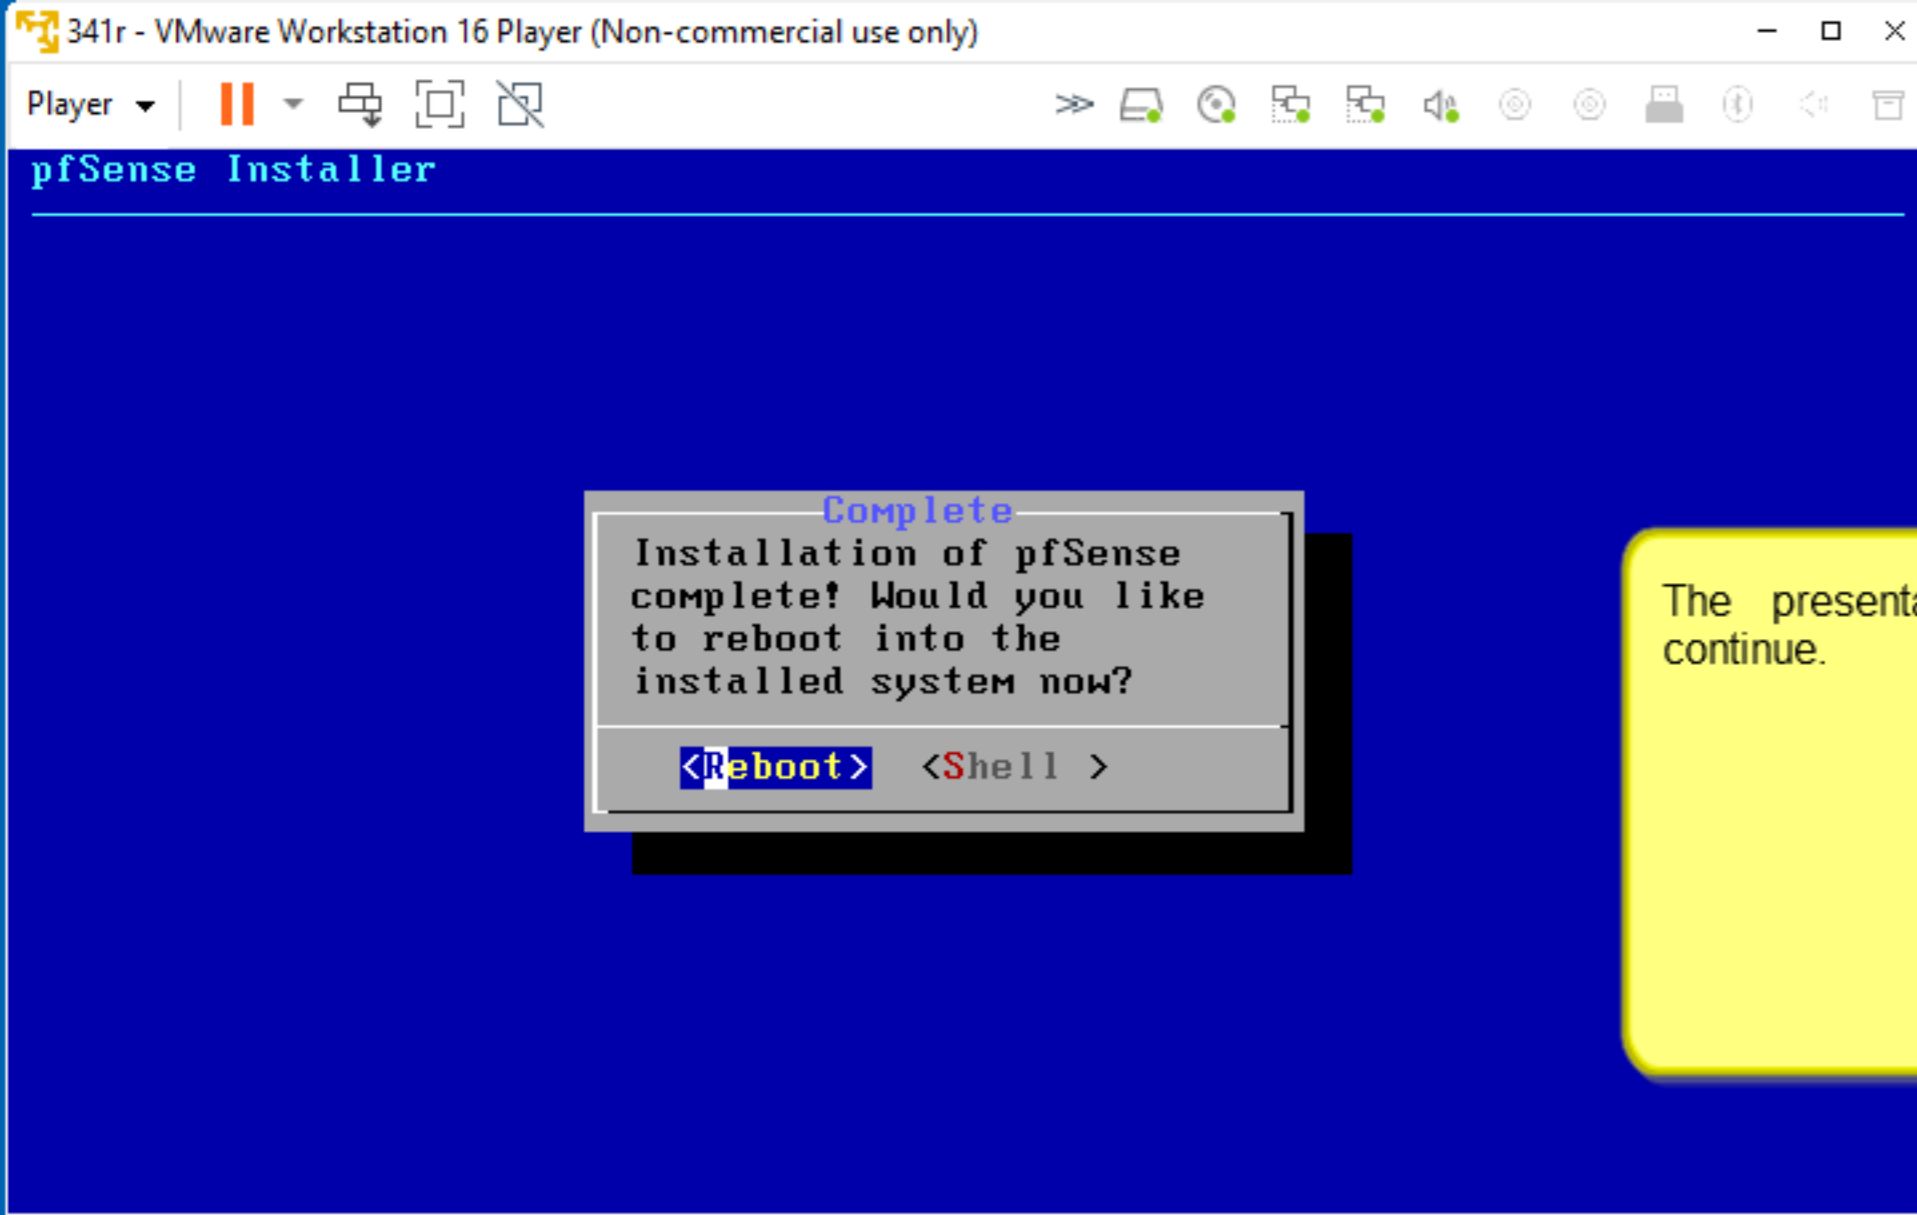 341r - VMware Workstation 16 Player (Non-commercial use only)
Player
pfSense Installer
Complete
Installation of pfSense
complete! Would you like
to reboot into the
installed system now?
<Reboot> <Shell >
The presenta
continue.